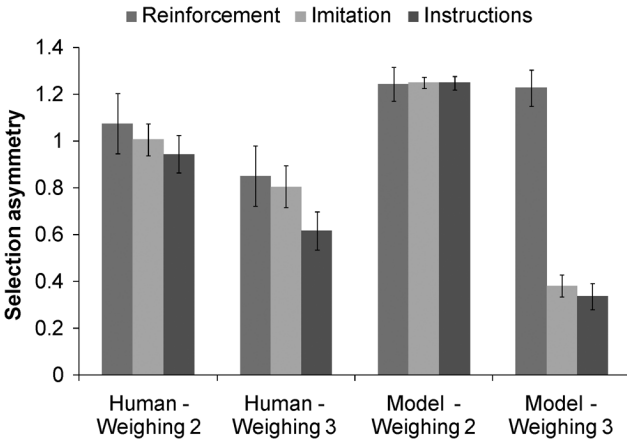 Reinforcement Imitation Instructions
Selection asymmetry
1.4
1.2
1
0.8
0.6
0.4
0.2
0
Human - Human - Model - Model -
Weighing 2 Weighing 3 Weighing 2 Weighing 3